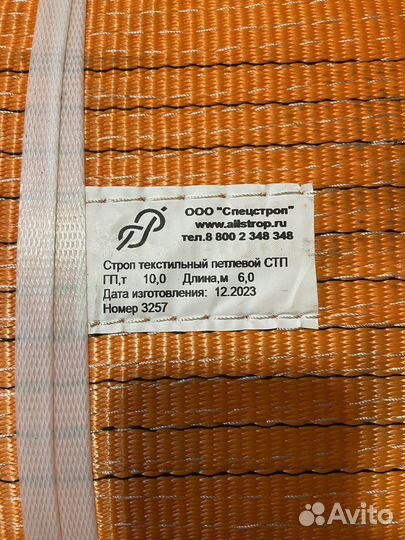 ООО "Спецстроп"
www.allstrop.ru
тел.8 800 2 348 348
Строп текстильный петлевой СТП
ГП,т 10,0 Длина,м 6,0
Дата изготовления: 12.2023
Номер 3257
Avito